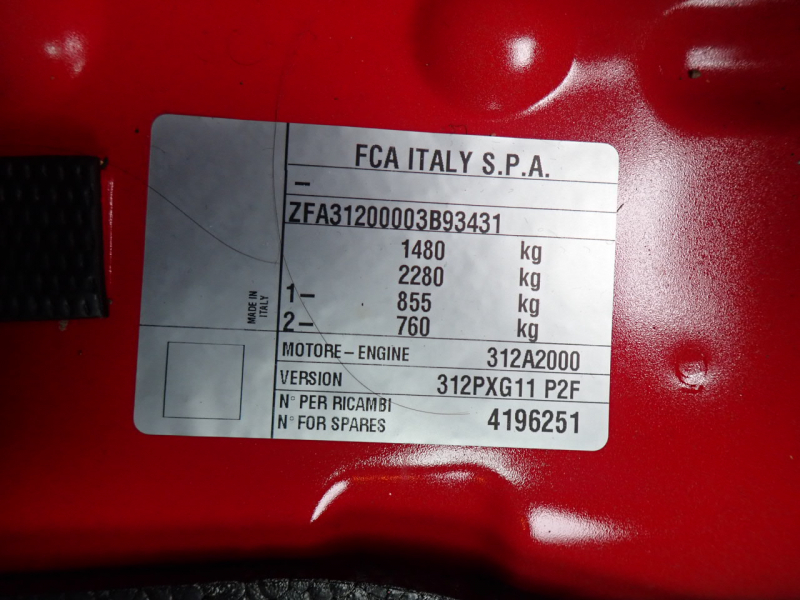 FCA ITALY S.P.A.
–
ZFA31200003B93431
1480 kg
2280 kg
1– 855 kg
2– 760 kg
MADE IN
ITALY
MOTORE – ENGINE 312A2000
VERSION 312PXG11 P2F
N° PER RICAMBI
N° FOR SPARES 4196251